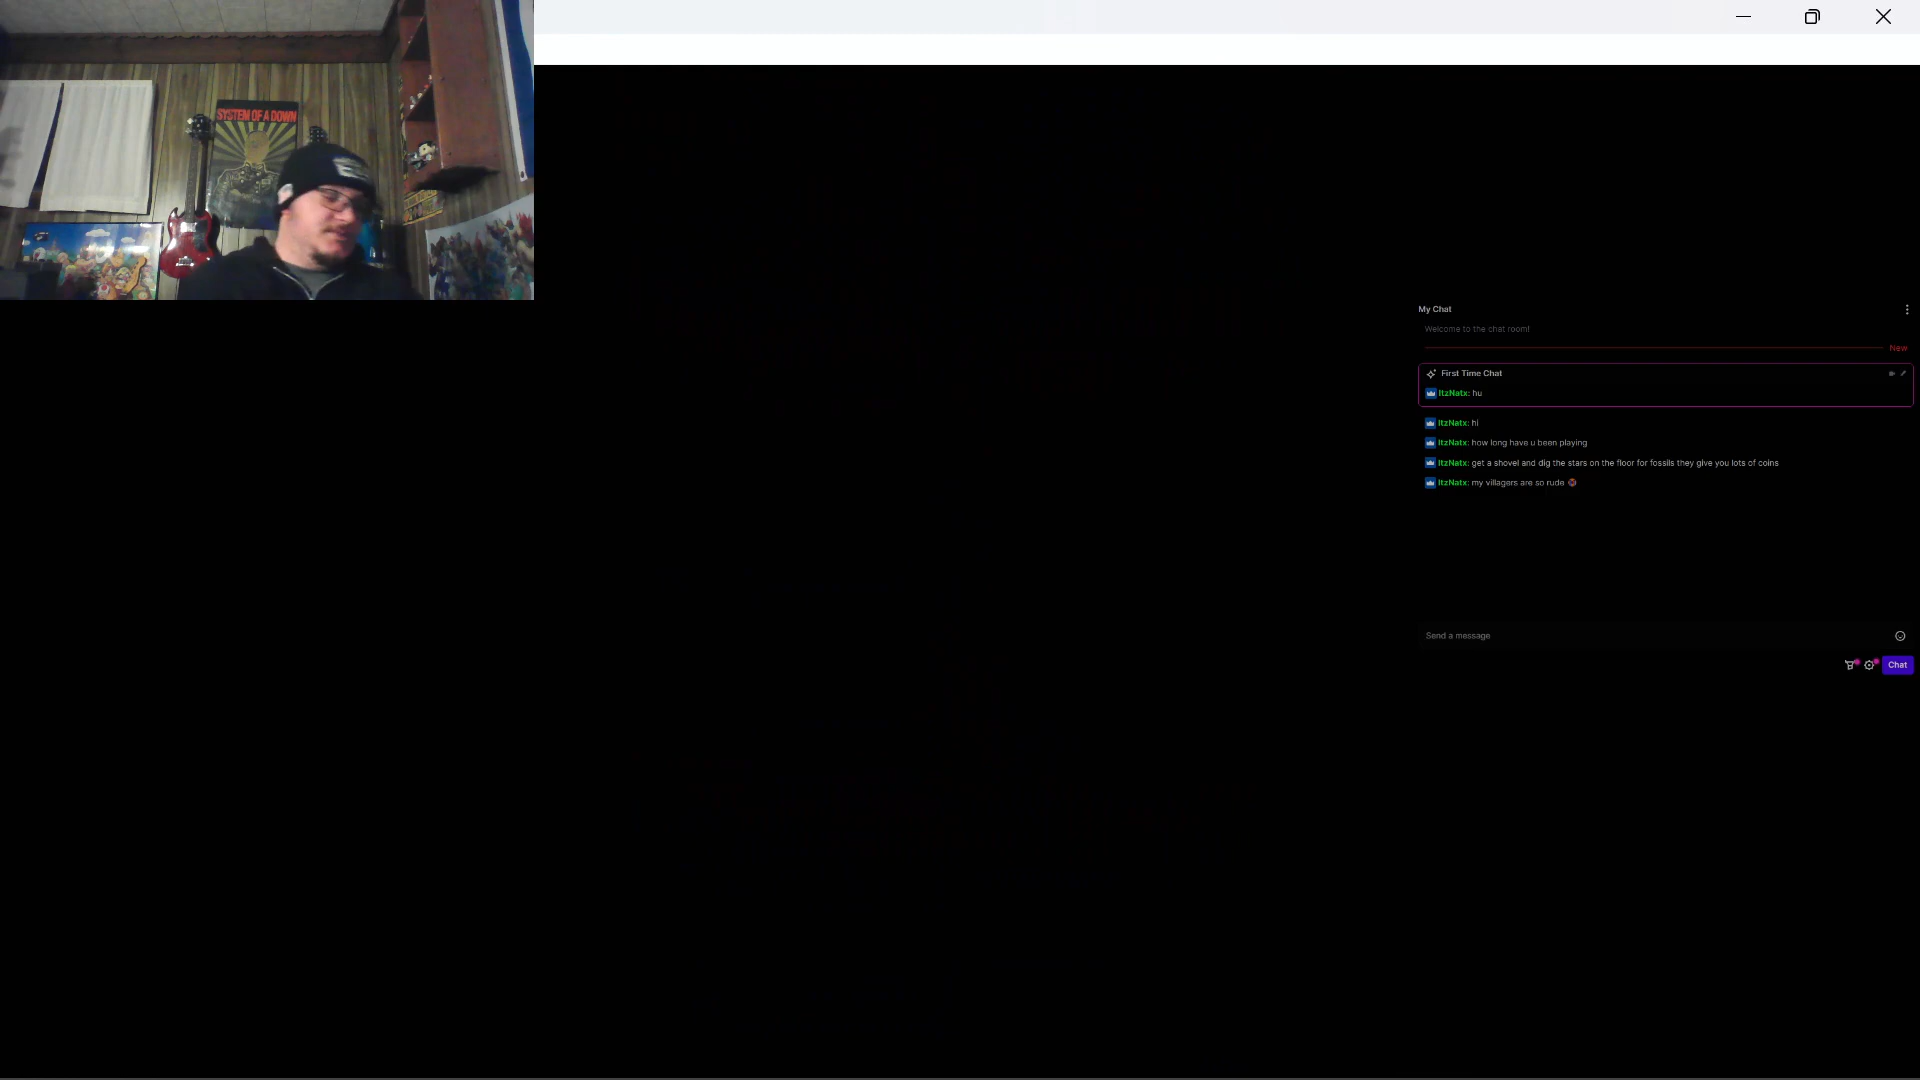 SYSTEM OF A DOWN
My Chat
Welcome to the chat room!
New
First Time Chat
ItzNatx: hu
ItzNatx: hi
ItzNatx: how long have u been playing
ItzNatx: get a shovel and dig the stars on the floor for fossils they give you lots of coins
ItzNatx: my villagers are so rude
Send a message
Chat